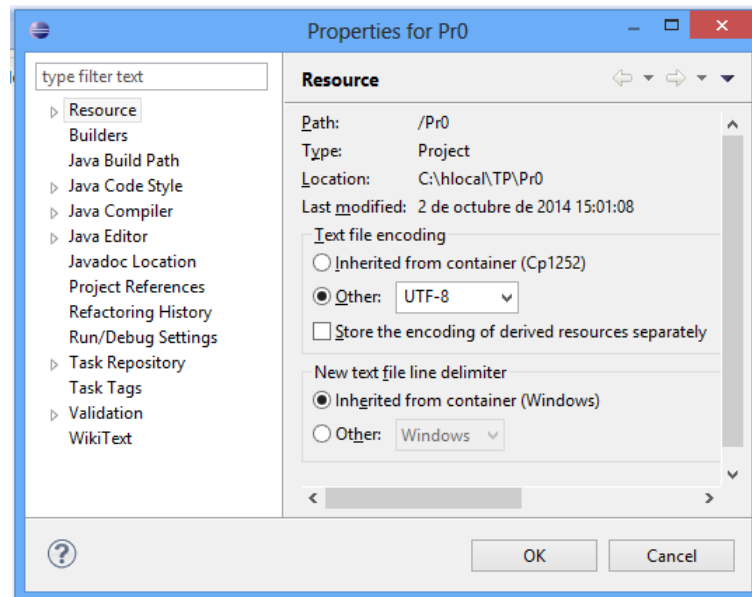 Properties for Pr0
type filter text
Resource
Builders
Java Build Path
Java Code Style
Java Compiler
Java Editor
Javadoc Location
Project References
Refactoring History
Run/Debug Settings
Task Repository
Task Tags
Validation
WikiText
Resource
Path: /Pr0
Type: Project
Location: C:\hlocal\TP\Pr0
Last modified: 2 de octubre de 2014 15:01:08
Text file encoding
Inherited from container (Cp1252)
Other: UTF-8
Store the encoding of derived resources separately
New text file line delimiter
Inherited from container (Windows)
Other: Windows
OK Cancel